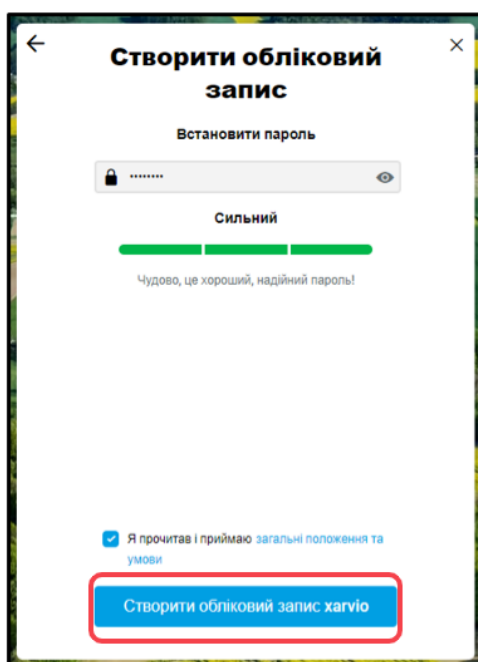 Створити обліковий
запис
Встановити пароль
••••••••
Сильний
Чудово, це хороший, надійний пароль!
Я прочитав і приймаю загальні положення та
умови
Створити обліковий запис xarvio